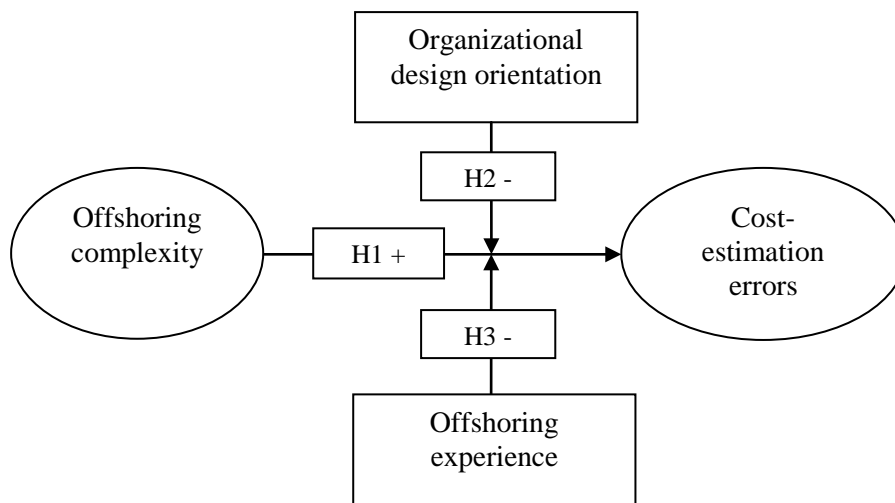 Organizational
design orientation
H2 -
Offshoring
complexity
H1 +
Cost-
estimation
errors
H3 -
Offshoring
experience